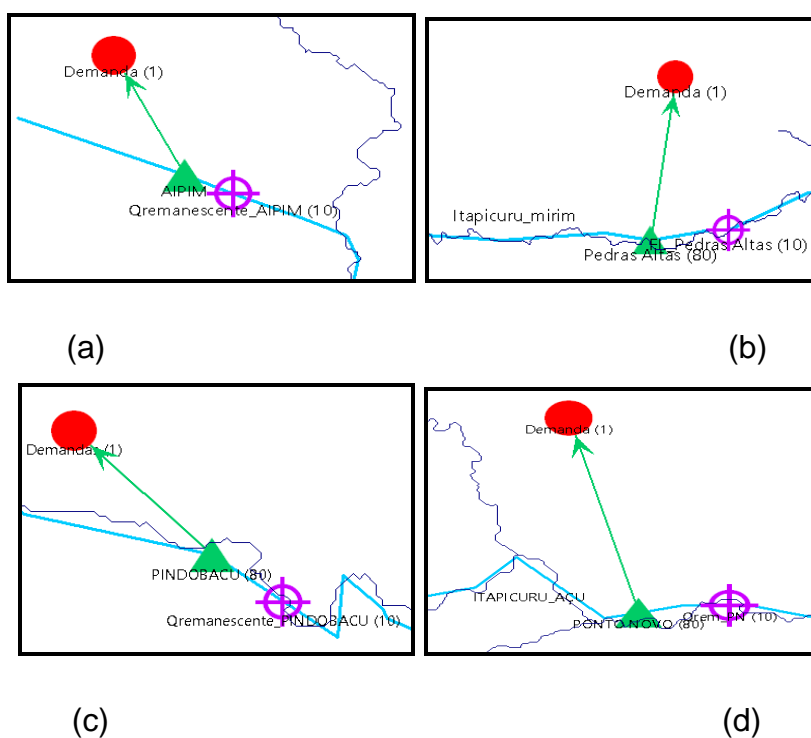 Demanda (1)
AIPIM
Qremanescente_AIPIM (10)
Demanda (1)
Itapicuru_mirim
EL_Pedras Altas (10)
Pedras Altas (80)
(a)
(b)
Demandas (1)
PINDOBACU (80)
Qremanescente_PINDOBACU (10)
Demanda (1)
ITAPICURU_AÇU
Qrem_PN (10)
PONTO NOVO (80)
(c)
(d)